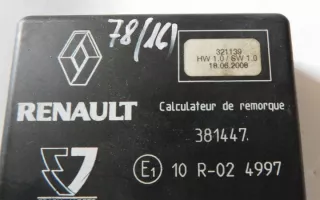 78/(16)
321139
HW 1.0 / SW 1.0
18.06.2008
RENAULT
Calculateur de remorque
381447.
E1 10 R-02 4997